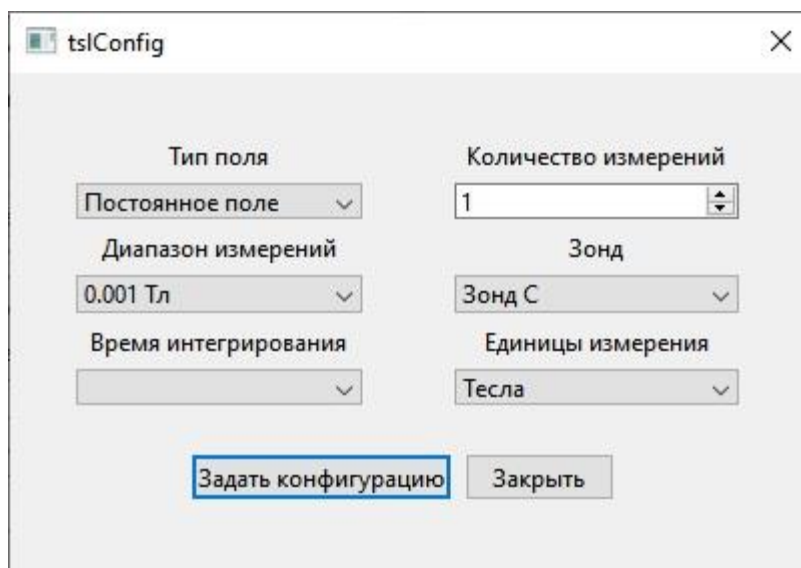 tslConfig
Тип поля
Количество измерений
Постоянное поле
1
Диапазон измерений
Зонд
0.001 Тл
Зонд С
Время интегрирования
Единицы измерения
Тесла
Задать конфигурацию
Закрыть